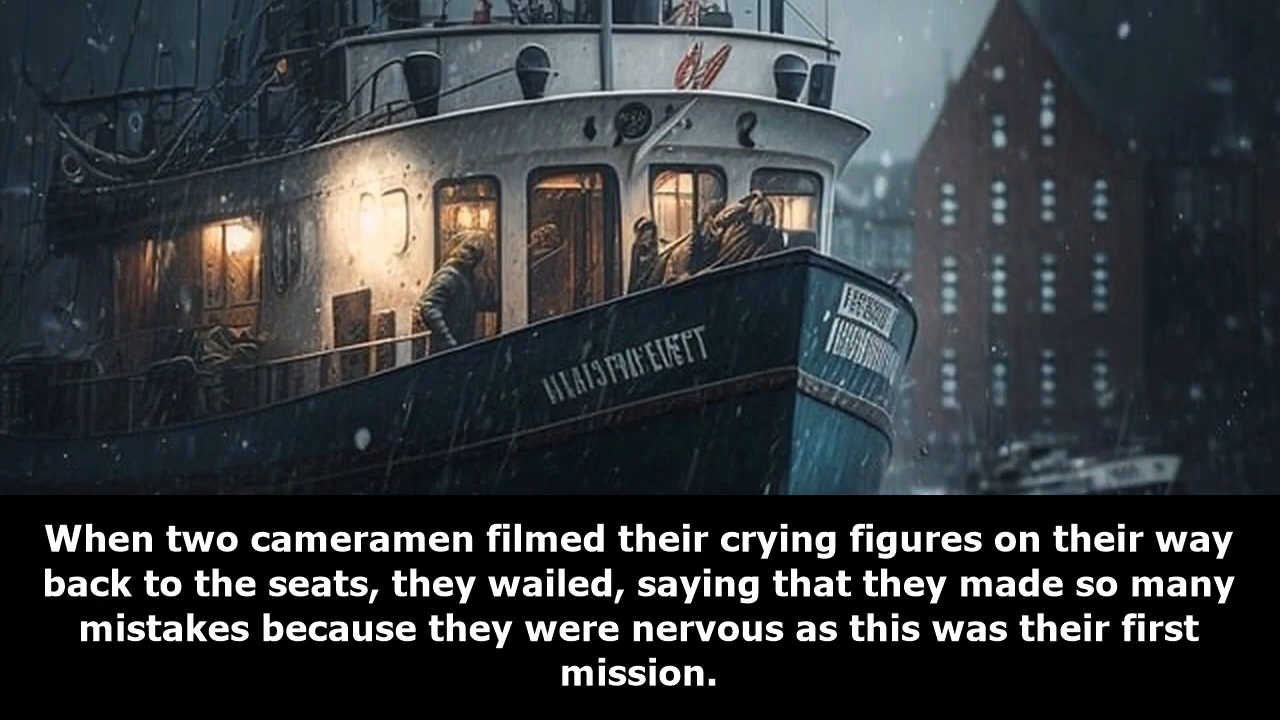 When two cameramen filmed their crying figures on their way
back to the seats, they wailed, saying that they made so many
mistakes because they were nervous as this was their first
mission.